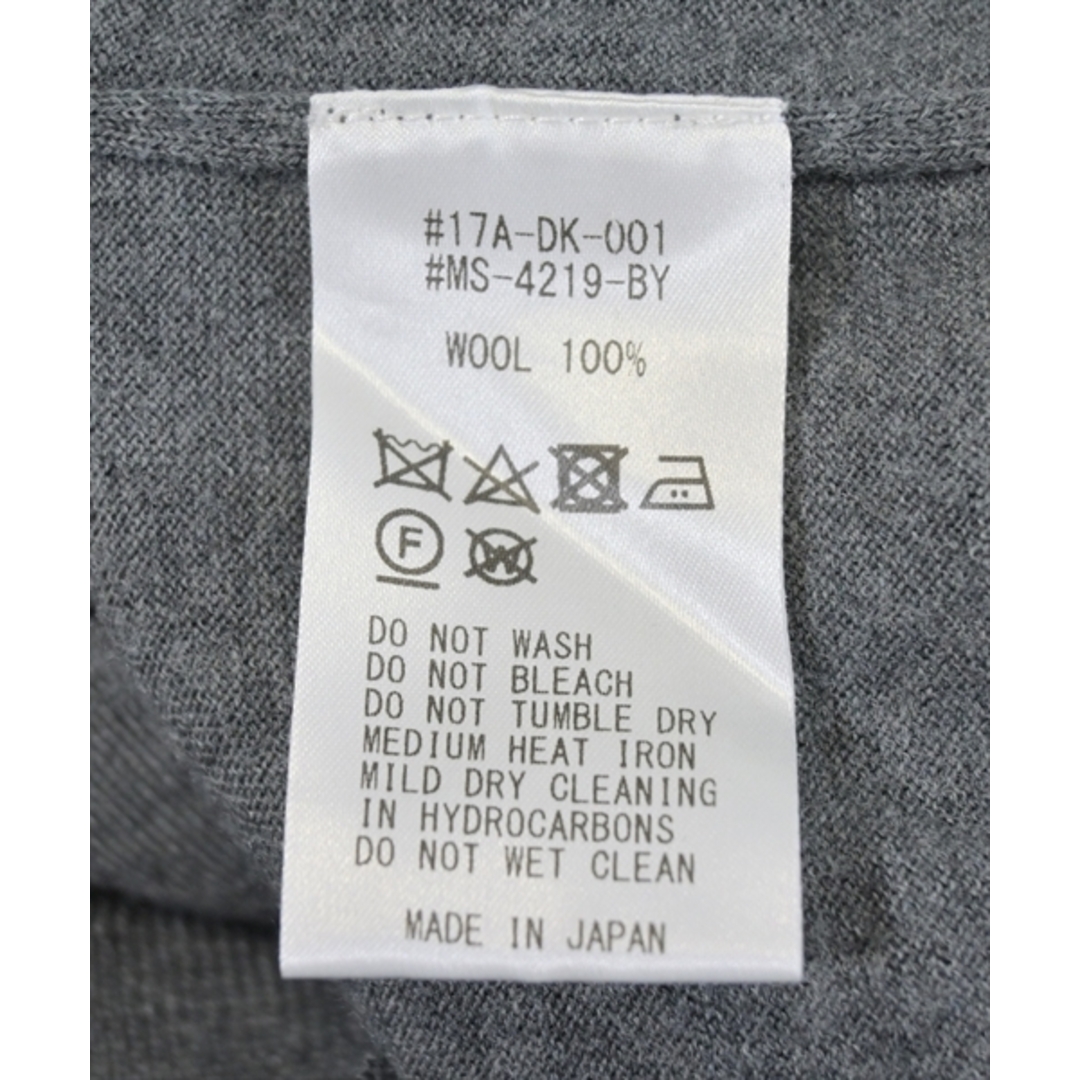 #17A-DK-001
#MS-4219-BY
WOOL 100%
F W
DO NOT WASH
DO NOT BLEACH
DO NOT TUMBLE DRY
MEDIUM HEAT IRON
MILD DRY CLEANING
IN HYDROCARBONS
DO NOT WET CLEAN
MADE IN JAPAN